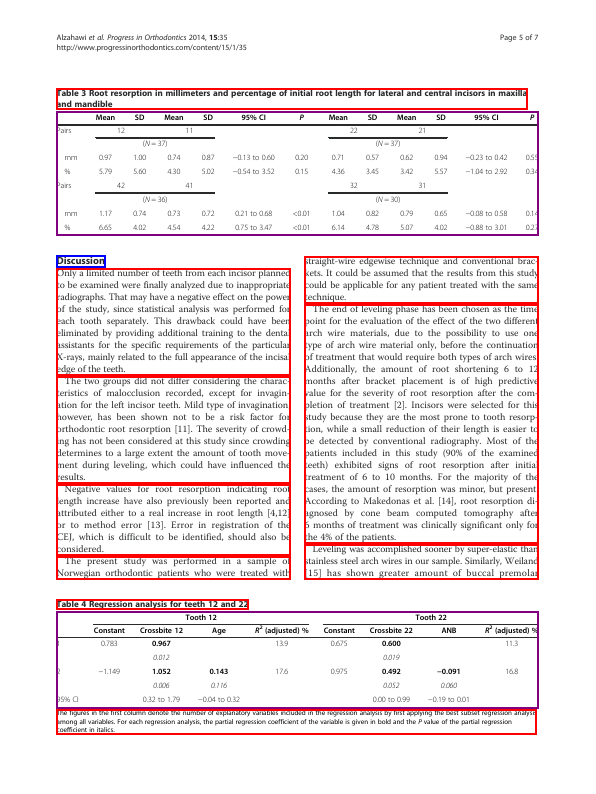 Alzahawi et al. Progress in Orthodontics 2014, 15:35
http://www.progressinorthodontics.com/content/15/1/35
Page 5 of 7
Table 3 Root resorption in millimeters and percentage of initial root length for lateral and central incisors in maxilla
and mandible
Mean SD Mean SD 95% CI P Mean SD Mean SD 95% CI P
Pairs 12 11 22 21
(N = 37) (N = 37)
mm 0.97 1.00 0.74 0.87 −0.13 to 0.60 0.20 0.71 0.57 0.62 0.94 −0.23 to 0.42 0.55
% 5.79 5.60 4.30 5.02 −0.54 to 3.52 0.15 4.36 3.45 3.42 5.57 −1.04 to 2.92 0.34
Pairs 42 41 32 31
(N = 36) (N = 30)
mm 1.17 0.74 0.73 0.72 0.21 to 0.68 <0.01 1.04 0.82 0.79 0.65 −0.08 to 0.58 0.14
% 6.65 4.02 4.54 4.22 0.75 to 3.47 <0.01 6.14 4.78 5.07 4.02 −0.88 to 3.01 0.27
Discussion
Only a limited number of teeth from each incisor planned
to be examined were finally analyzed due to inappropriate
radiographs. That may have a negative effect on the power
of the study, since statistical analysis was performed for
each tooth separately. This drawback could have been
eliminated by providing additional training to the dental
assistants for the specific requirements of the particular
X-rays, mainly related to the full appearance of the incisal
edge of the teeth.
The two groups did not differ considering the charac-
teristics of malocclusion recorded, except for invagin-
ation for the left incisor teeth. Mild type of invagination,
however, has been shown not to be a risk factor for
orthodontic root resorption [11]. The severity of crowd-
ing has not been considered at this study since crowding
determines to a large extent the amount of tooth move-
ment during leveling, which could have influenced the
results.
Negative values for root resorption indicating root
length increase have also previously been reported and
attributed either to a real increase in root length [4,12]
or to method error [13]. Error in registration of the
CEJ, which is difficult to be identified, should also be
considered.
The present study was performed in a sample of
Norwegian orthodontic patients who were treated with
straight-wire edgewise technique and conventional brac-
kets. It could be assumed that the results from this study
could be applicable for any patient treated with the same
technique.
The end of leveling phase has been chosen as the time
point for the evaluation of the effect of the two different
arch wire materials, due to the possibility to use one
type of arch wire material only, before the continuation
of treatment that would require both types of arch wires.
Additionally, the amount of root shortening 6 to 12
months after bracket placement is of high predictive
value for the severity of root resorption after the com-
pletion of treatment [2]. Incisors were selected for this
study because they are the most prone to tooth resorp-
tion, while a small reduction of their length is easier to
be detected by conventional radiography. Most of the
patients included in this study (90% of the examined
teeth) exhibited signs of root resorption after initial
treatment of 6 to 10 months. For the majority of the
cases, the amount of resorption was minor, but present.
According to Makedonas et al. [14], root resorption di-
agnosed by cone beam computed tomography after
6 months of treatment was clinically significant only for
the 4% of the patients.
Leveling was accomplished sooner by super-elastic than
stainless steel arch wires in our sample. Similarly, Weiland
[15] has shown greater amount of buccal premolar
Table 4 Regression analysis for teeth 12 and 22
Tooth 12 Tooth 22
Constant Crossbite 12 Age R2 (adjusted) % Constant Crossbite 22 ANB R2 (adjusted) %
1 0.783 0.967 13.9 0.675 0.600 11.3
0.012 0.019
2 −1.149 1.052 0.143 17.6 0.975 0.492 −0.091 16.8
0.006 0.116 0.052 0.060
95% CI 0.32 to 1.79 −0.04 to 0.32 0.00 to 0.99 −0.19 to 0.01
The figures in the first column denote the number of explanatory variables included in the regression analysis by first applying the best subset regression analysis
among all variables. For each regression analysis, the partial regression coefficient of the variable is given in bold and the P value of the partial regression
coefficient in italics.